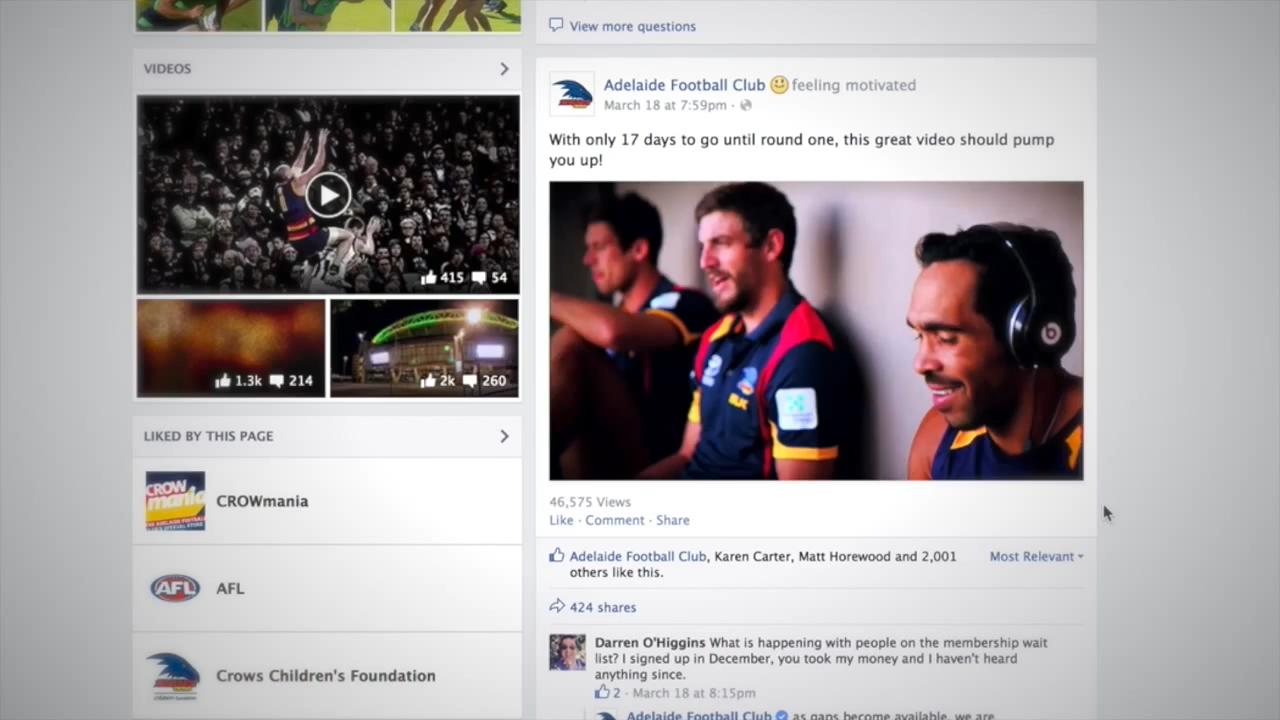 View more questions
VIDEOS
Adelaide Football Club feeling motivated
March 18 at 7:59pm ·
With only 17 days to go until round one, this great video should pump
you up!
415 54
1.3k 214
2k 260
BLK
b
46,575 Views
Like · Comment · Share
LIKED BY THIS PAGE
CROW
mania
CROWmania
AFL
AFL
Crows Children's Foundation
Adelaide Football Club, Karen Carter, Matt Horewood and 2,001
others like this.
Most Relevant
424 shares
Darren O'Higgins What is happening with people on the membership wait
list? I signed up in December, you took my money and I haven't heard
anything since.
2 · March 18 at 8:15pm
Adelaide Football Club as gaps become available, we are